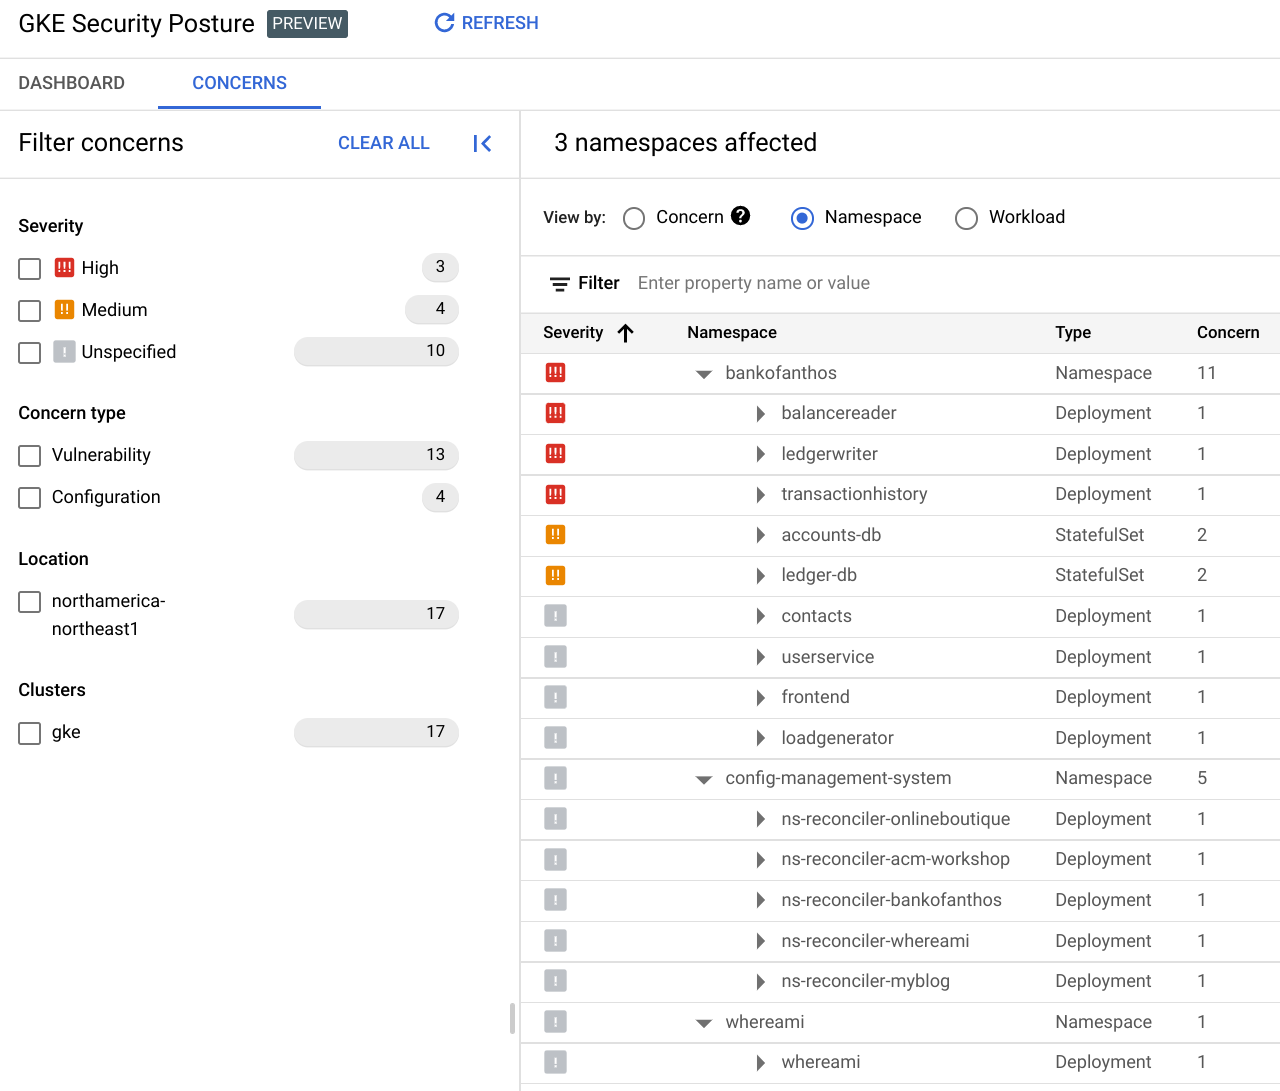 GKE Security Posture PREVIEW REFRESH
DASHBOARD CONCERNS
Filter concerns CLEAR ALL
Severity
!!! High 3
!! Medium 4
! Unspecified 10
Concern type
Vulnerability 13
Configuration 4
Location
northamerica-
northeast1 17
Clusters
gke 17
3 namespaces affected
View by: Concern ? Namespace Workload
Filter Enter property name or value
Severity Namespace Type Concern
!!! bankofanthos Namespace 11
!!! balancereader Deployment 1
!!! ledgerwriter Deployment 1
!!! transactionhistory Deployment 1
!! accounts-db StatefulSet 2
!! ledger-db StatefulSet 2
! contacts Deployment 1
! userservice Deployment 1
! frontend Deployment 1
! loadgenerator Deployment 1
! config-management-system Namespace 5
! ns-reconciler-onlineboutique Deployment 1
! ns-reconciler-acm-workshop Deployment 1
! ns-reconciler-bankofanthos Deployment 1
! ns-reconciler-whereami Deployment 1
! ns-reconciler-myblog Deployment 1
! whereami Namespace 1
! whereami Deployment 1